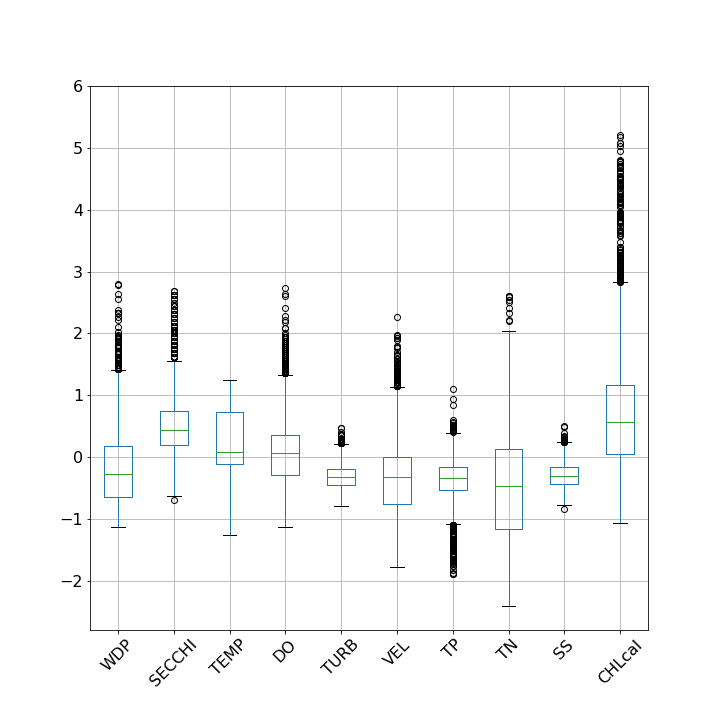 6
5
4
3
2
1
0
−1
−2
WDP
SECCHI
TEMP
DO
TURB
VEL
TP
TN
SS
CHLcal